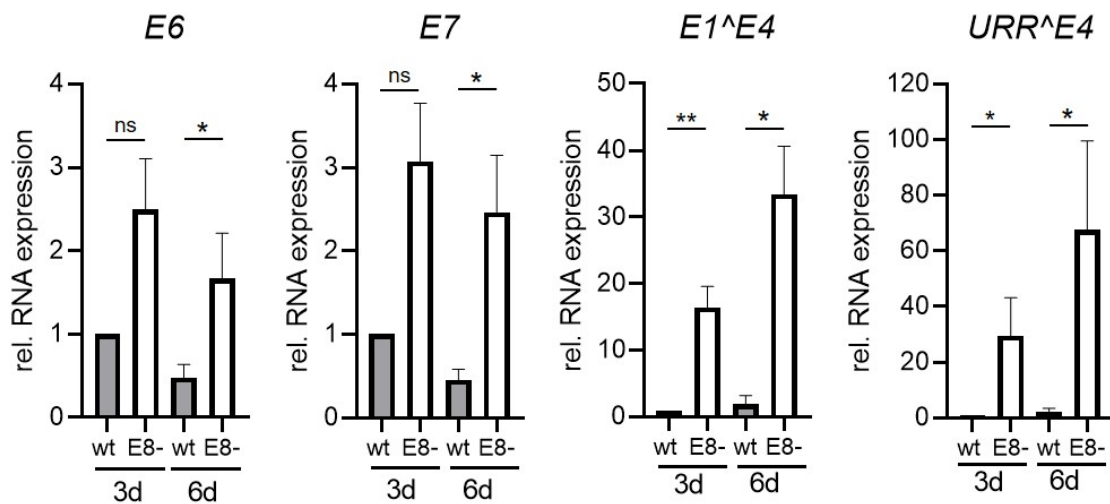 E6
rel. RNA expression
4
3
2
1
0
ns
*
wt E8- wt E8-
3d 6d
E7
rel. RNA expression
4
3
2
1
0
ns
*
wt E8- wt E8-
3d 6d
E1^E4
rel. RNA expression
50
40
30
20
10
0
**
*
wt E8- wt E8-
3d 6d
URR^E4
rel. RNA expression
120
100
80
60
40
20
0
*
*
wt E8- wt E8-
3d 6d